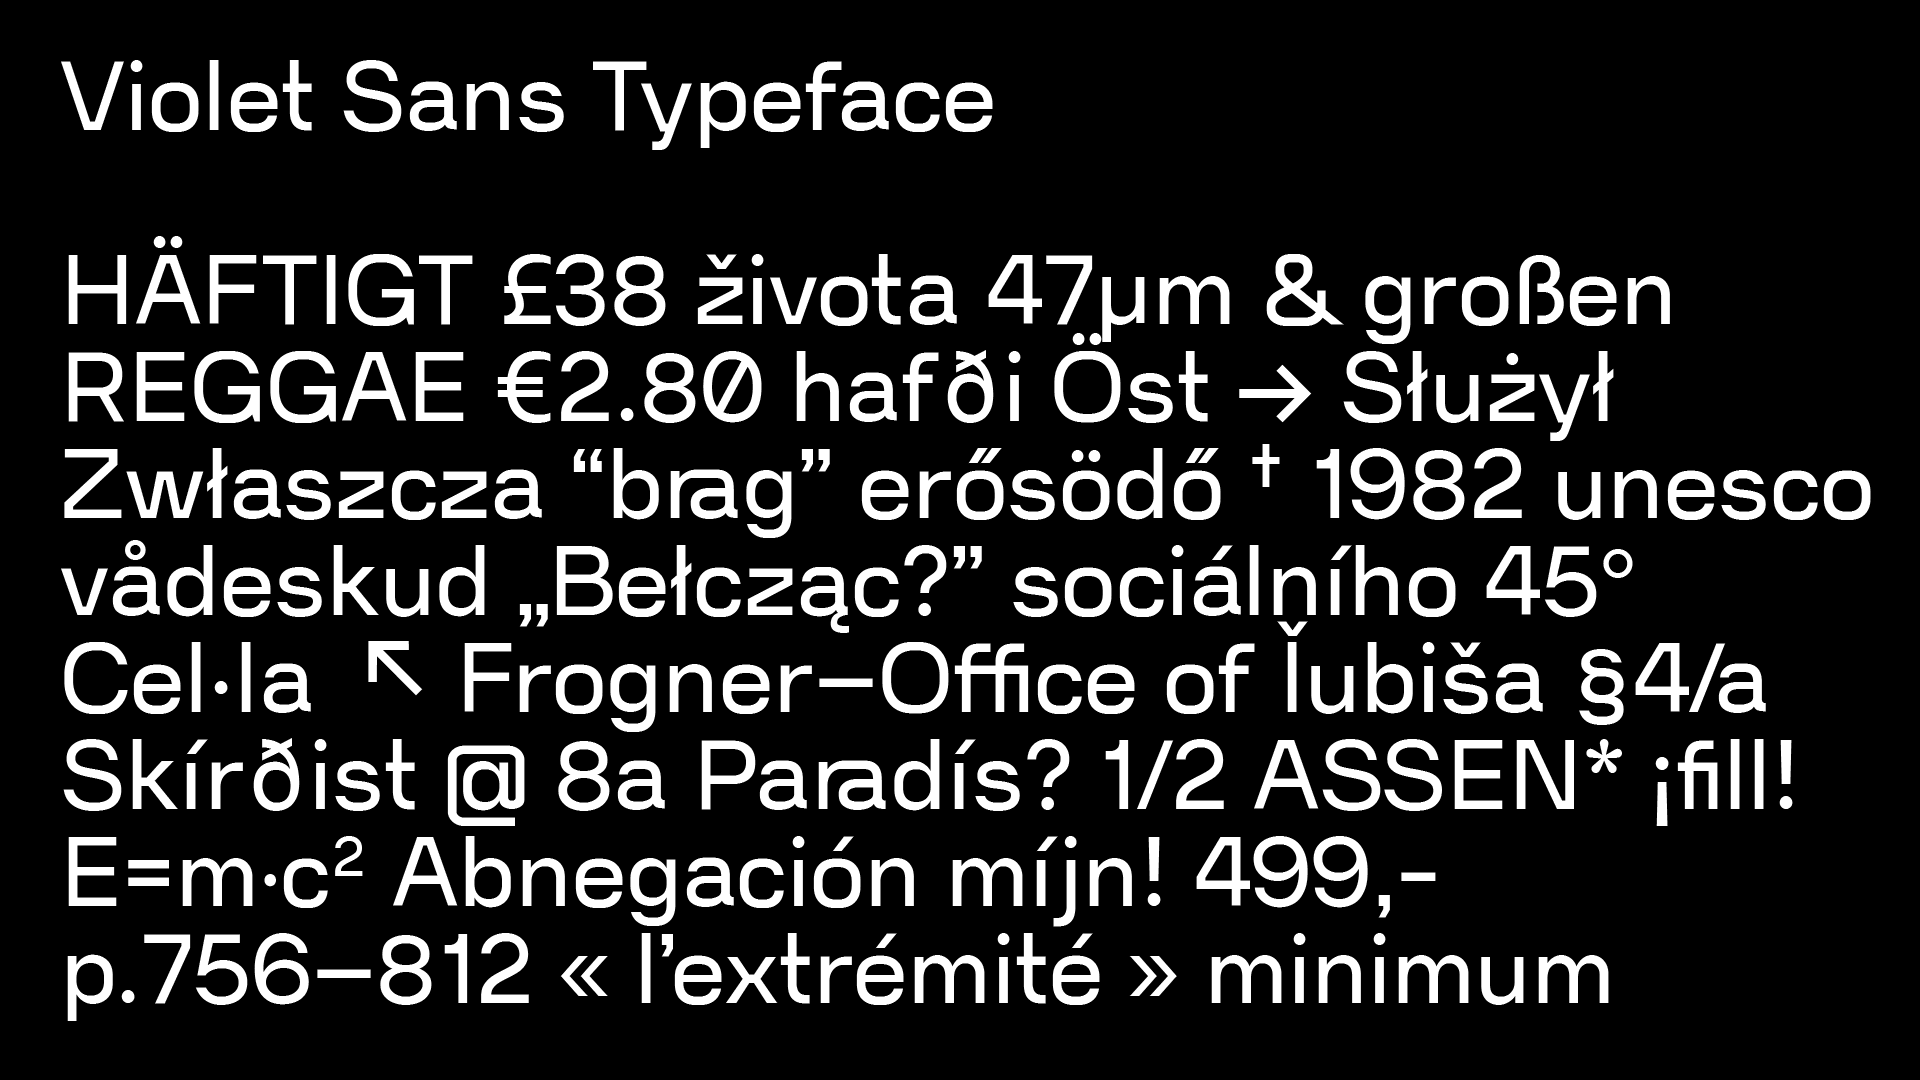 Violet Sans Typeface
HÄFTIGT £38 života 47µm & großen
REGGAE €2.80 hafði Öst → Służył
Zwłaszcza “brag” erősödő † 1982 unesco
vådeskud „Bełcząc?” sociálního 45°
Cel·la ↖ Frogner–Office of ľubiša §4/a
Skírðist @ 8a Paradís? 1/2 ASSEN* ¡fill!
E=m·c² Abnegación míjn! 499,-
p.756–812 « l’extrémité » minimum